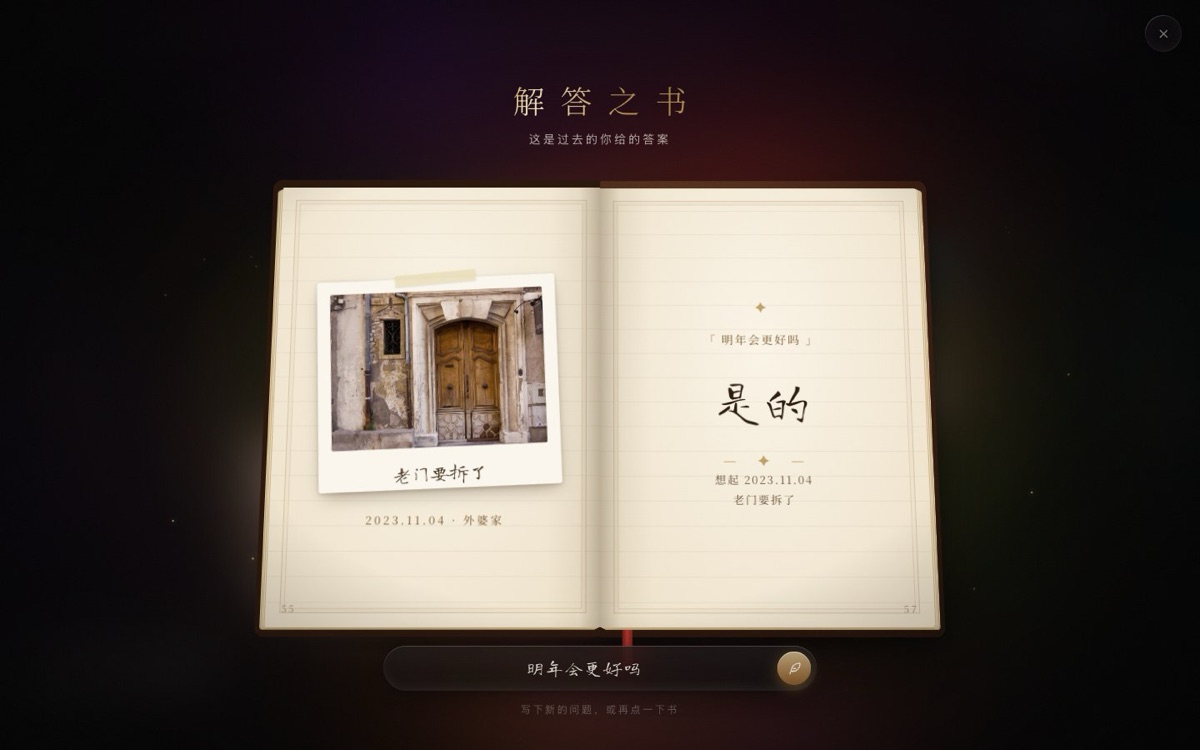 解答之书
这是过去的你给的答案
老门要拆了
2023.11.04 · 外婆家
35
「 明年会更好吗 」
是的
想起 2023.11.04
老门要拆了
57
明年会更好吗
写下新的问题，或再点一下书